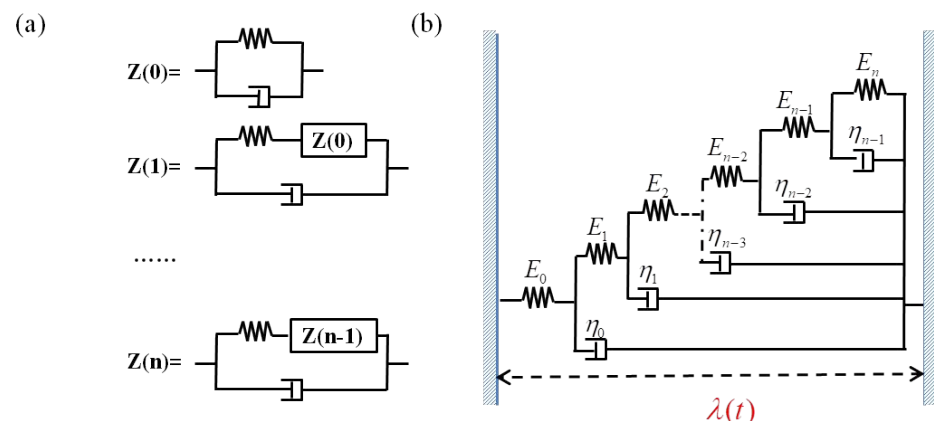 (a)
Z(0)=
Z(1)=
Z(0)
......
Z(n)=
Z(n-1)
(b)
E_n
E_{n-1}
η_{n-1}
E_{n-2}
η_{n-2}
E_2
η_{n-3}
E_1
η_1
E_0
η_0
λ(t)